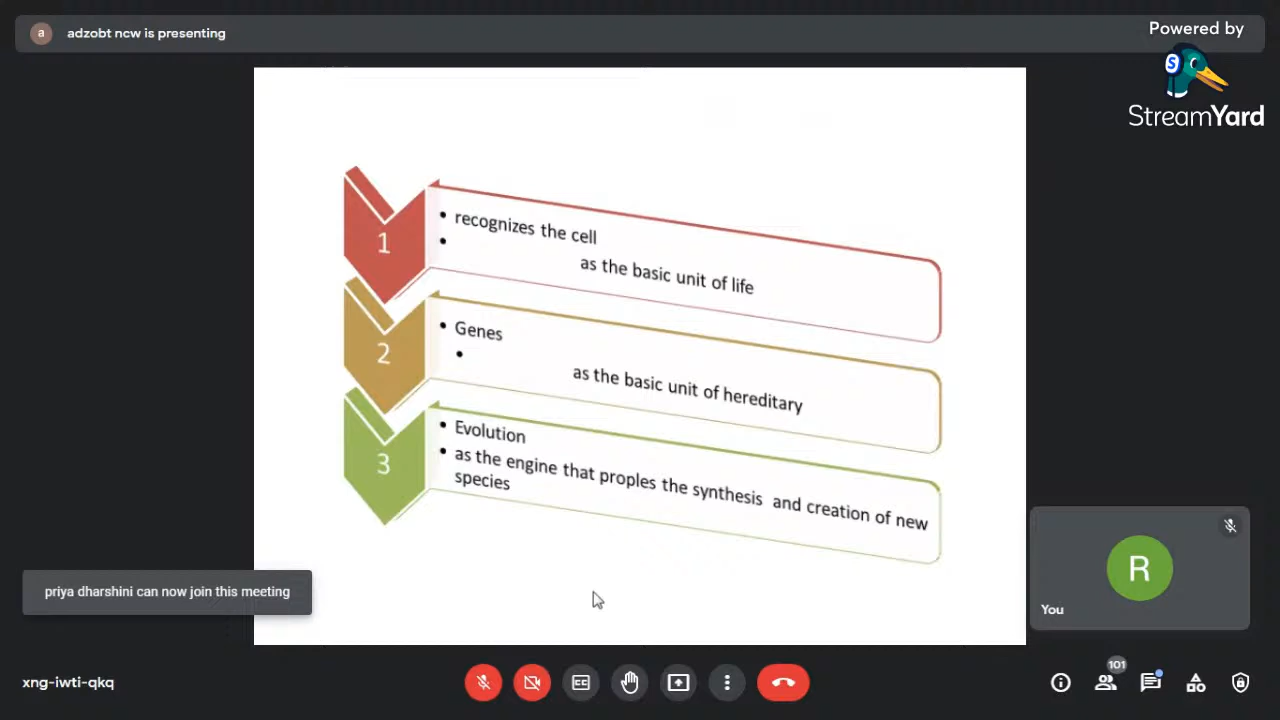 a
adzobt ncw is presenting
Powered by
S
StreamYard
1
• recognizes the cell
•
as the basic unit of life
2
• Genes
•
as the basic unit of hereditary
3
• Evolution
• as the engine that proples the synthesis and creation of new
species
priya dharshini can now join this meeting
R
You
xng-iwti-qkq
CC
101